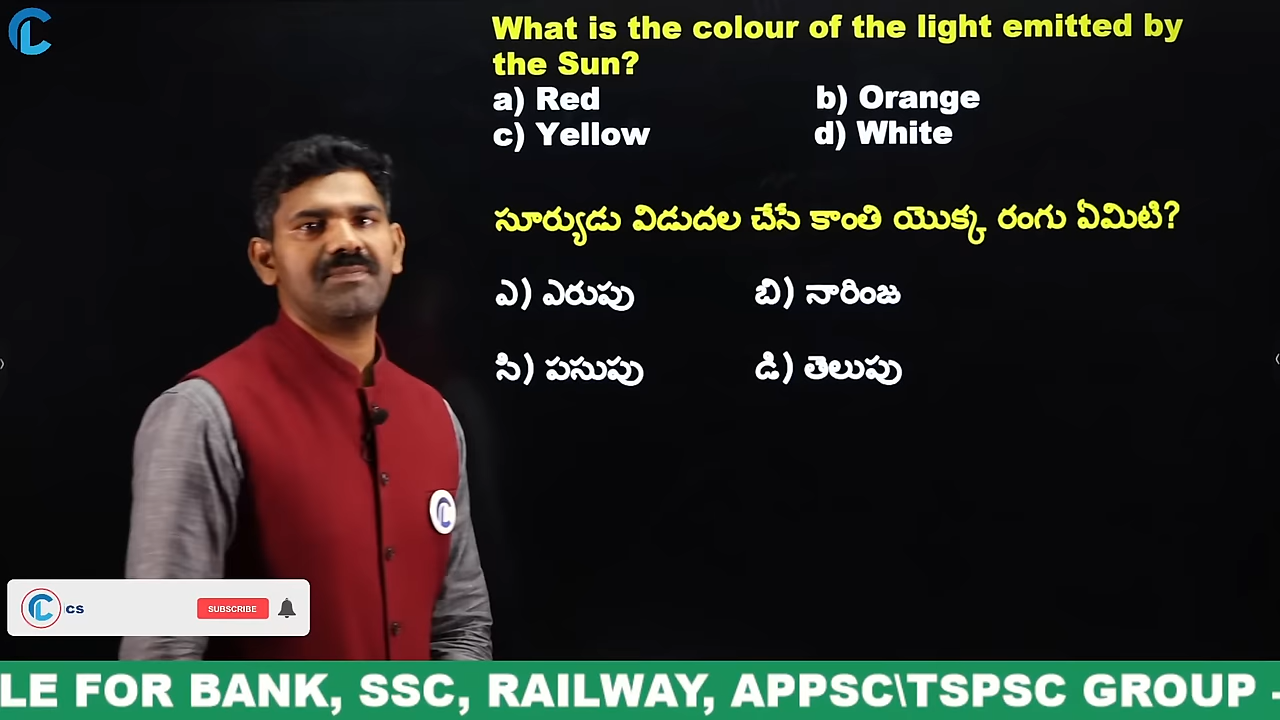 What is the colour of the light emitted by
the Sun?
a) Red b) Orange
c) Yellow d) White
సూర్యుడు విడుదల చేసే కాంతి యొక్క రంగు ఏమిటి?
ఎ) ఎరుపు బి) నారింజ
సి) పసుపు డి) తెలుపు
CS SUBSCRIBE
LE FOR BANK, SSC, RAILWAY, APPSC\TSPSC GROUP -